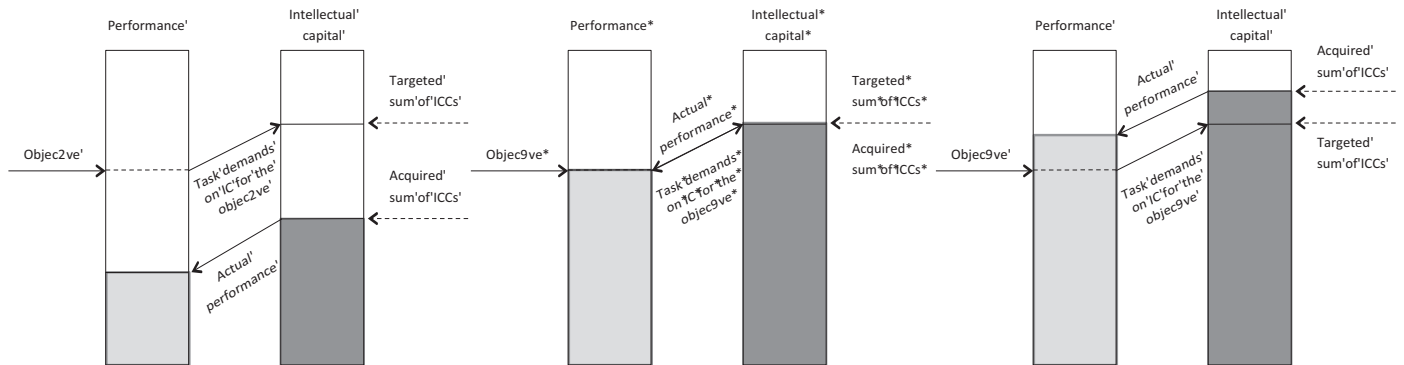 Performance'
Intellectual'
capital'
Targeted'
sum'of'ICCs'
Objec2ve'
Task'demands'
on'IC'for'the'
objec2ve'
Acquired'
sum'of'ICCs'
Actual'
performance'
Performance*
Intellectual*
capital*
Targeted*
sum*of*ICCs*
Actual*
performance*
Objec9ve*
Acquired*
sum*of*ICCs*
Task*demands*
on*IC*for*the*
objec9ve*
Performance'
Intellectual'
capital'
Acquired'
sum'of'ICCs'
Actual'
performance'
Objec9ve'
Targeted'
sum'of'ICCs'
Task'demands'
on'IC'for'the'
objec9ve'